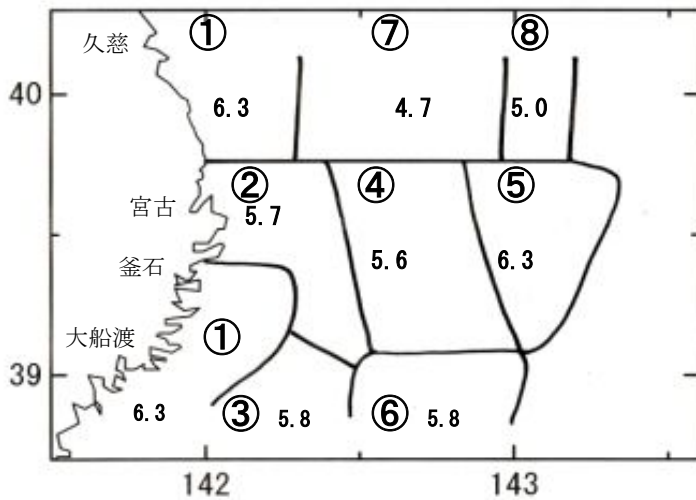 ① ⑦ ⑧
久慈
40 6.3 4.7 5.0
② ④ ⑤
宮古 5.7
釜石 5.6 6.3
大船渡 ①
39
6.3 ③ 5.8 ⑥ 5.8
142 143